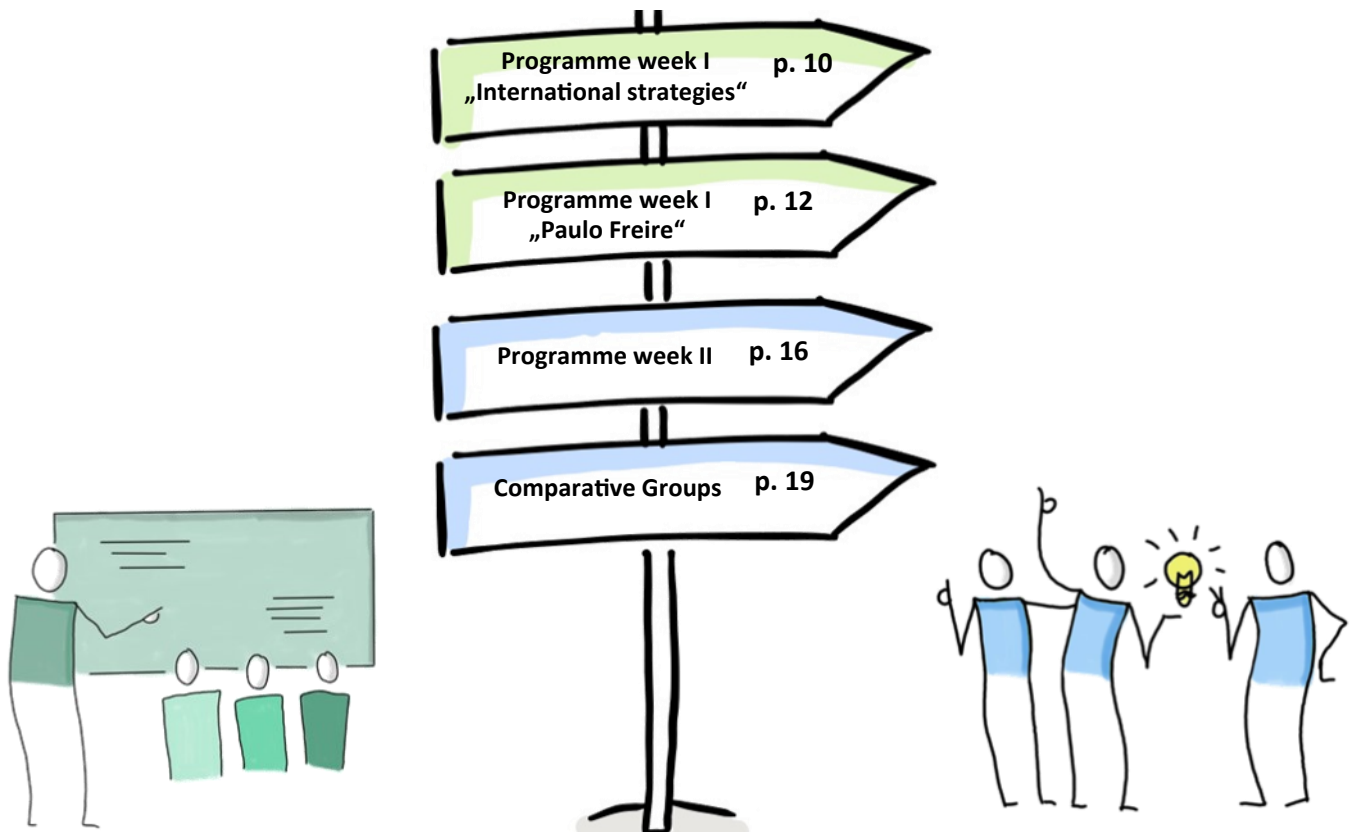 Programme week I p. 10
„International strategies“
Programme week I p. 12
„Paulo Freire“
Programme week II p. 16
Comparative Groups p. 19